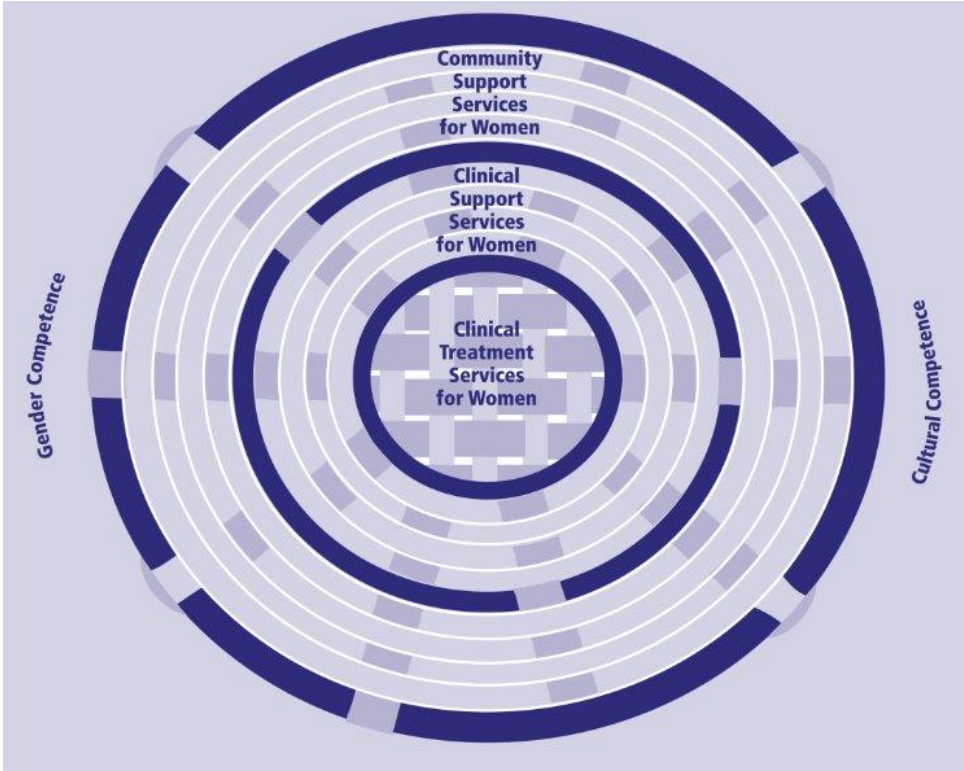 Community
Support
Services
for Women
Clinical
Support
Services
for Women
Clinical
Treatment
Services
for Women
Gender Competence
Cultural Competence